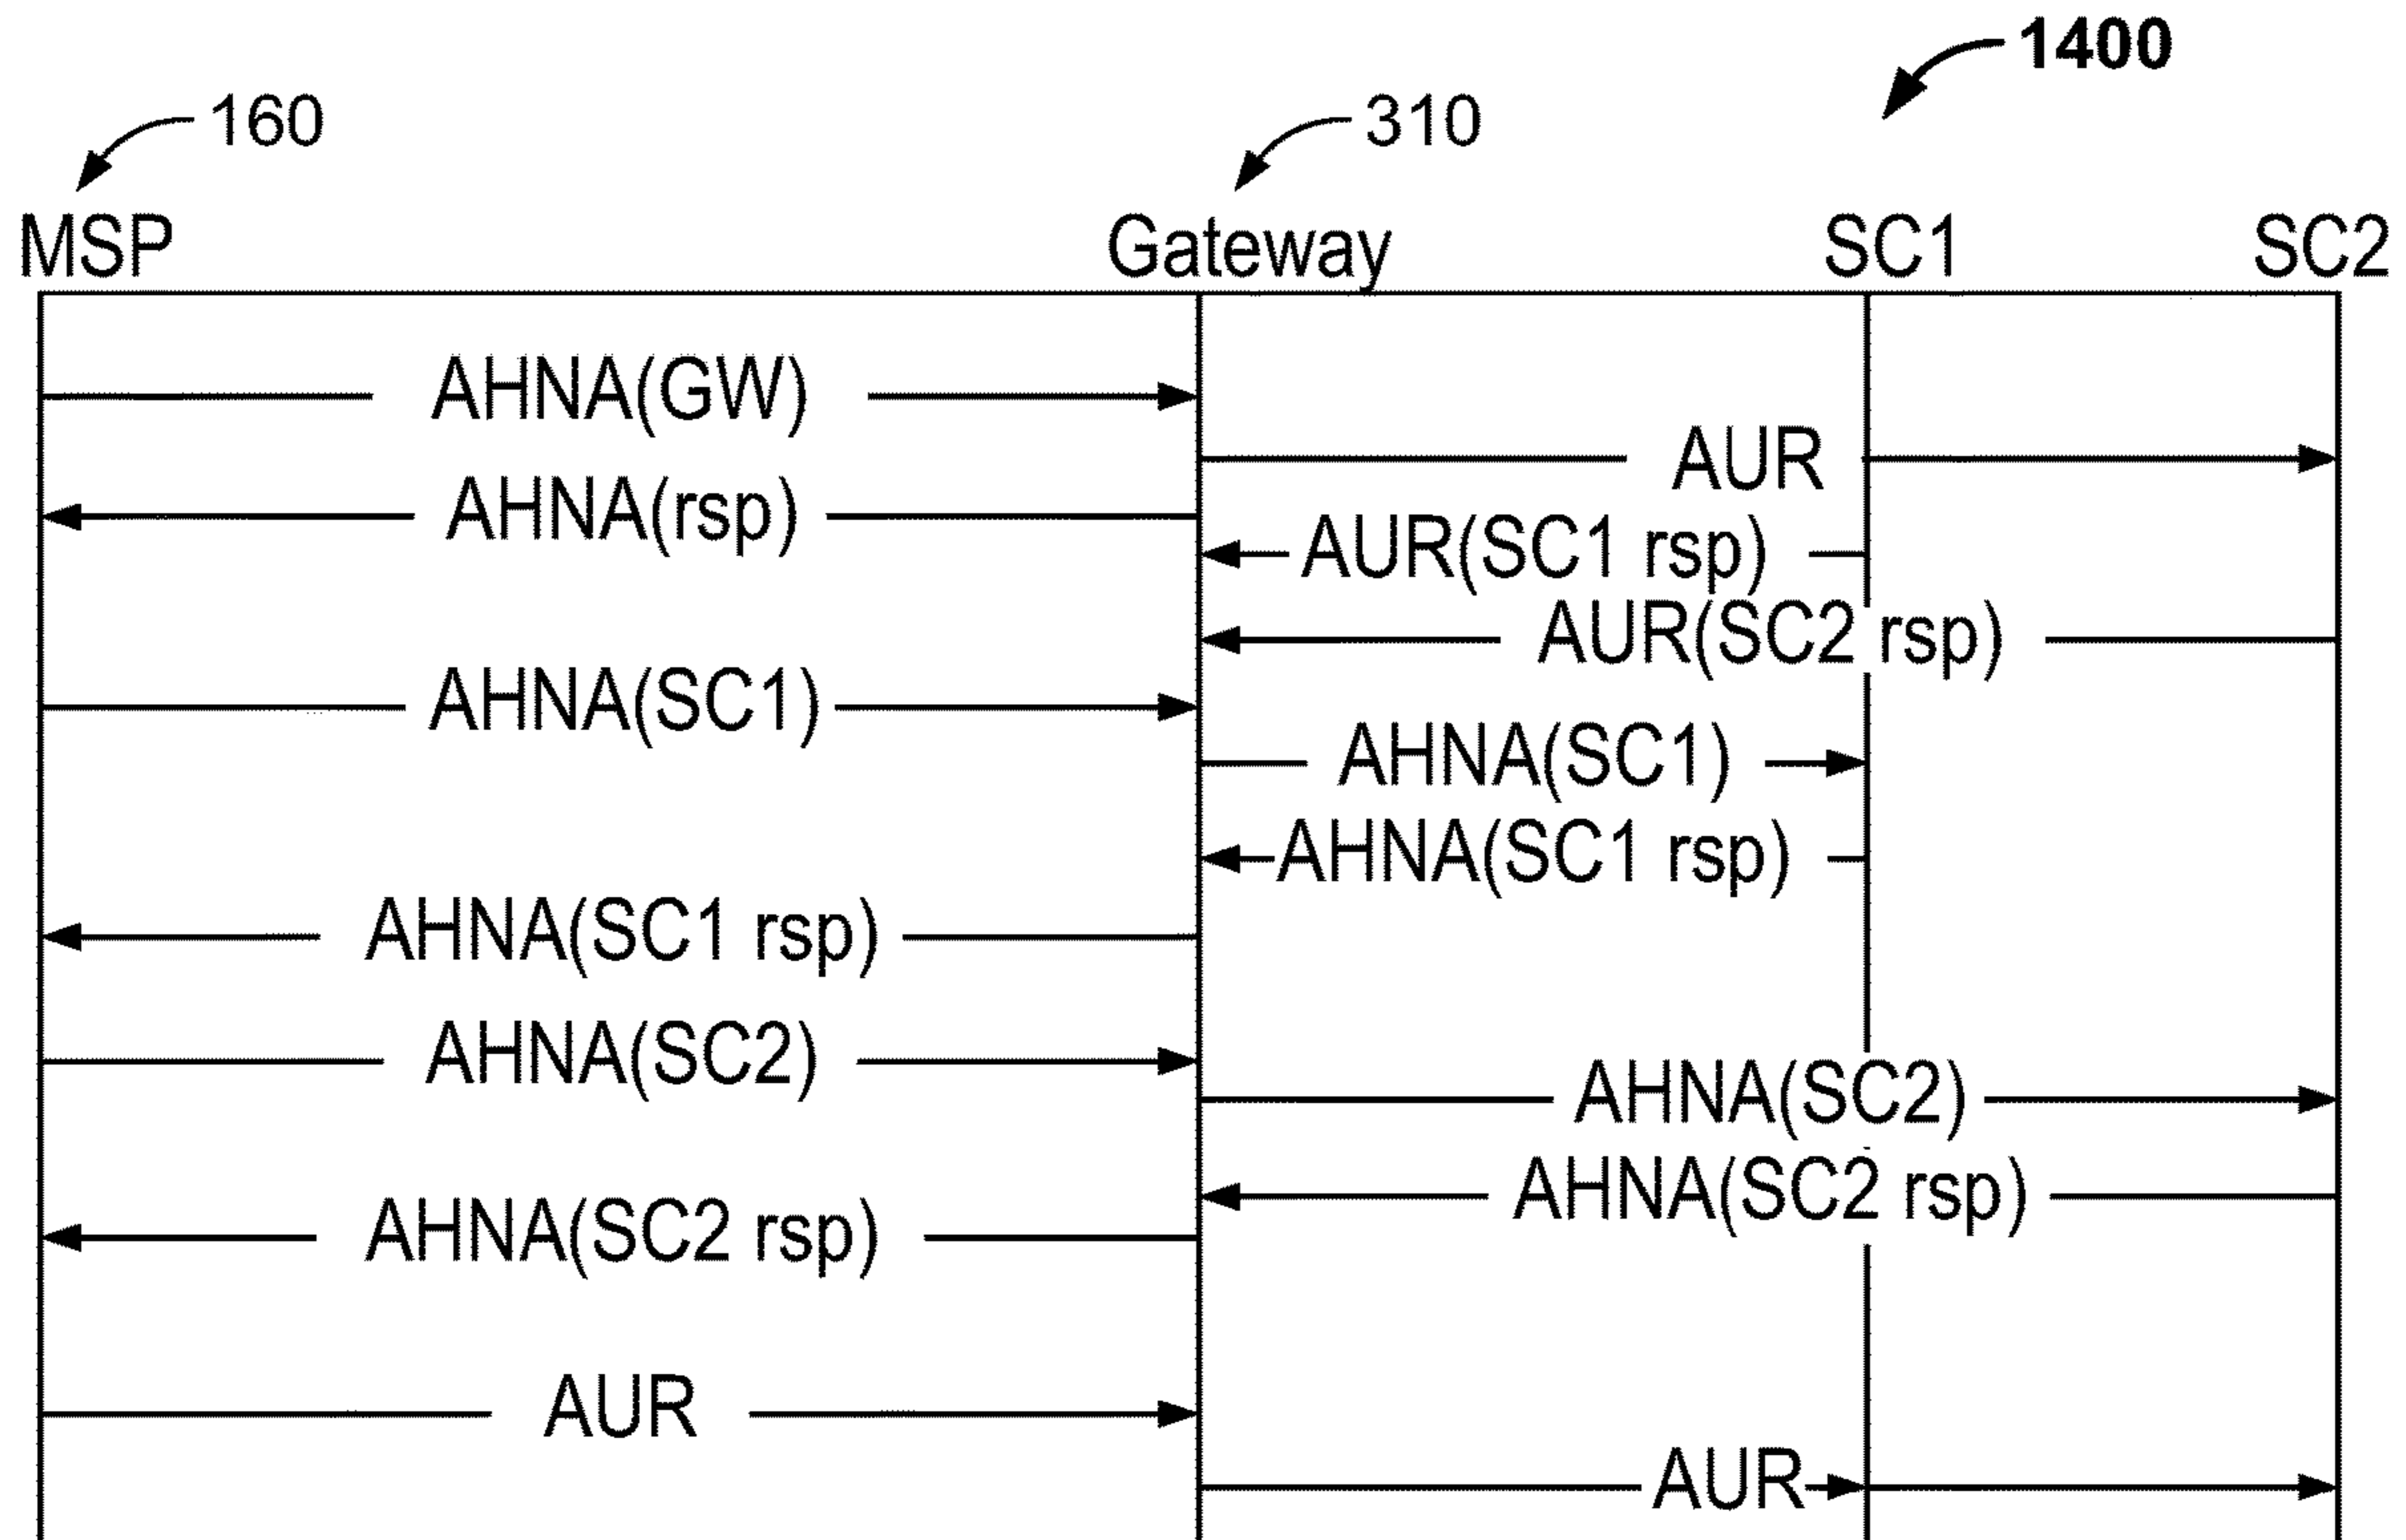 1400
160
310
MSP Gateway SC1 SC2
AHNA(GW)
AUR
AHNA(rsp)
AUR(SC1 rsp)
AUR(SC2 rsp)
AHNA(SC1)
AHNA(SC1)
AHNA(SC1 rsp)
AHNA(SC1 rsp)
AHNA(SC2)
AHNA(SC2)
AHNA(SC2 rsp)
AHNA(SC2 rsp)
AUR
AUR